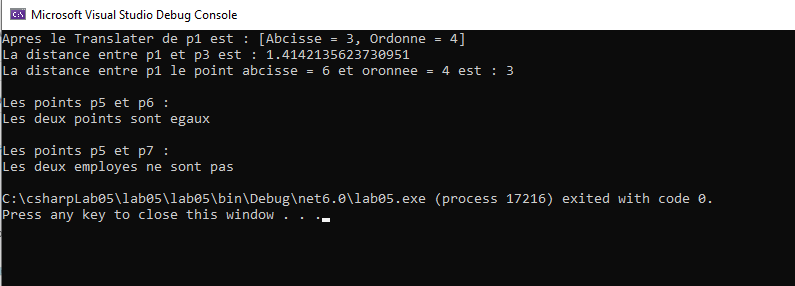 Microsoft Visual Studio Debug Console
Apres le Translater de p1 est : [Abcisse = 3, Ordonne = 4]
La distance entre p1 et p3 est : 1.4142135623730951
La distance entre p1 le point abcisse = 6 et oronnee = 4 est : 3
Les points p5 et p6 :
Les deux points sont egaux
Les points p5 et p7 :
Les deux employes ne sont pas
C:\csharpLab05\lab05\lab05\bin\Debug\net6.0\lab05.exe (process 17216) exited with code 0.
Press any key to close this window . . .